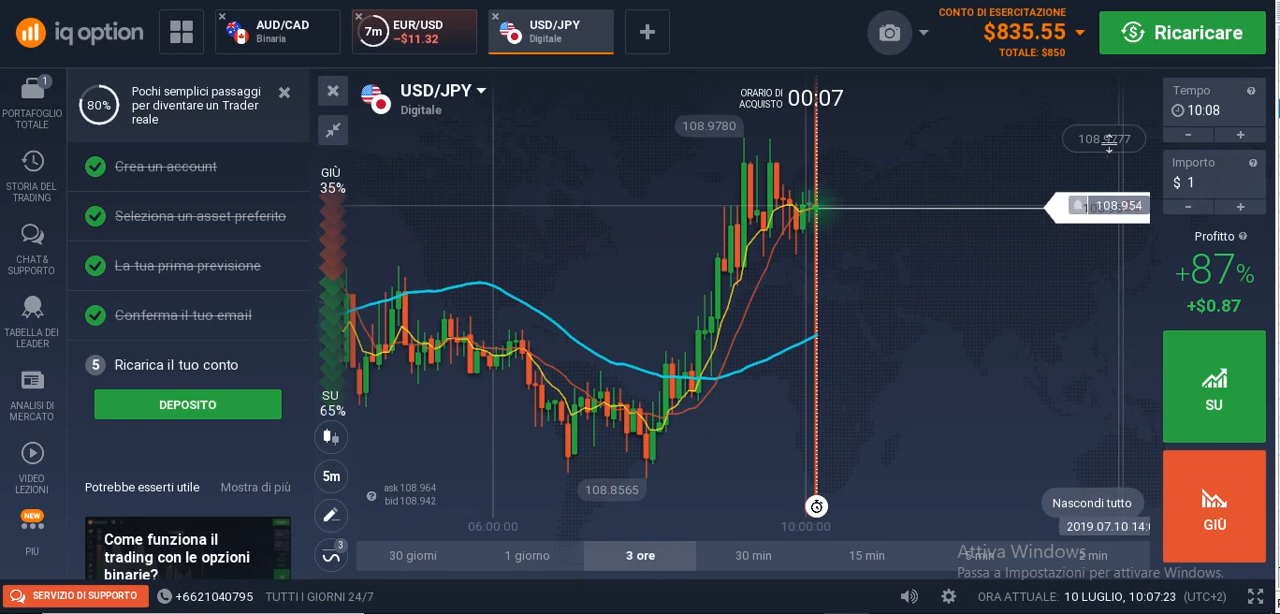 iq option
AUD/CAD
Binaria
7m
EUR/USD
–$11.32
USD/JPY
Digitale
CONTO DI ESERCITAZIONE
$835.55
TOTALE: $850
Ricaricare
1
PORTAFOGLIO
TOTALE
STORIA DEL
TRADING
CHAT &
SUPPORTO
TABELLA DEI
LEADER
ANALISI DI
MERCATO
VIDEO
LEZIONI
NEW
PIÙ
80%
Pochi semplici passaggi
per diventare un Trader
reale
Crea un account
Seleziona un asset preferito
La tua prima previsione
Conferma il tuo email
5
Ricarica il tuo conto
DEPOSITO
Potrebbe esserti utile
Mostra di più
Come funziona il
trading con le opzioni
binarie?
USD/JPY
Digitale
GIÙ
35%
SU
65%
5m
3
ORARIO DI
ACQUISTO
00:07
108.9780
108.9777
108.954
108.8565
ask 108.964
bid 108.942
06:00:00
10:00:00
Nascondi tutto
2019.07.10 14:0
30 giorni
1 giorno
3 ore
30 min
15 min
5 min
2 min
Tempo
10:08
-
+
Importo
$ 1
-
+
Profitto
+87%
+$0.87
SU
GIÙ
Attiva Windows
Passa a Impostazioni per attivare Windows.
SERVIZIO DI SUPPORTO
+6621040795
TUTTI I GIORNI 24/7
ORA ATTUALE: 10 LUGLIO, 10:07:23 (UTC+2)